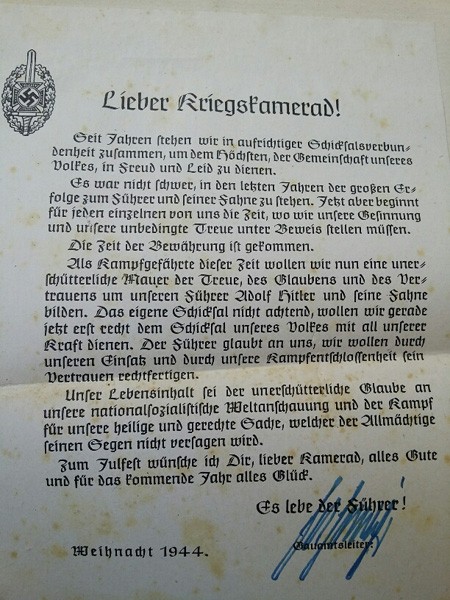 Lieber Kriegskamerad!
Seit Jahren stehen wir in aufrichtiger Schicksalsverbun-
denheit zusammen, um dem Höchsten, der Gemeinschaft unseres
Volkes, in Freud und Leid zu dienen.
Es war nicht schwer, in den letzten Jahren der großen Er-
folge zum Führer und seiner Fahne zu stehen. Jetzt aber beginnt
für jeden einzelnen von uns die Zeit, wo wir unsere Gesinnung
und unsere unbedingte Treue unter Beweis stellen müssen.
Die Zeit der Bewährung ist gekommen.
Als Kampfgefährte dieser Zeit wollen wir nun eine uner-
schütterliche Mauer der Treue, des Glaubens und des Ver-
trauens um unseren Führer Adolf Hitler und seine Fahne
bilden. Das eigene Schicksal nicht achtend, wollen wir gerade
jetzt erst recht dem Schicksal unseres Volkes mit all unserer
Kraft dienen. Der Führer glaubt an uns, wir wollen durch
unseren Einsatz und durch unsere Kampfentschlossenheit sein
Vertrauen rechtfertigen.
Unser Lebensinhalt sei der unerschütterliche Glaube an
unsere nationalsozialistische Weltanschauung und der Kampf
für unsere heilige und gerechte Sache, welcher der Allmächtige
seinen Segen nicht versagen wird.
Zum Julfest wünsche ich Dir, lieber Kamerad, alles Gute
und für das kommende Jahr alles Glück.
Es lebe der Führer!
Weihnacht 1944.
Gauamtsleiter.